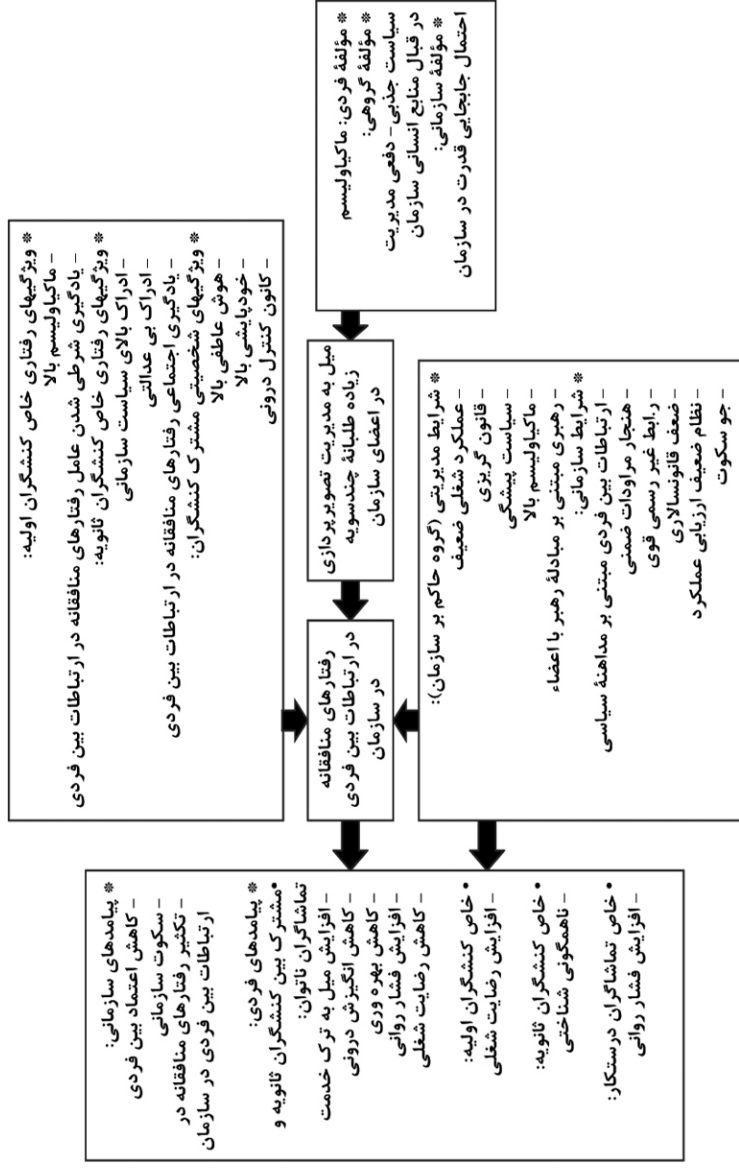 * مؤلفۀ فردی: ماکیاولیسم
* مؤلفۀ گروهی:
سیاست جذبی- دفعی مدیریت
در قبال منابع انسانی سازمان
* مؤلفۀ سازمانی:
احتمال جابجایی قدرت در سازمان
میل به مدیریت تصویرپردازی
زیاده طلبانۀ چندسویه
در اعضای سازمان
* ویژگیهای رفتاری خاص کنشگران اولیه:
- ماکیاولیسم بالا
- یادگیری شرطی شدن عامل رفتارهای منافقانه در ارتباطات بین فردی
* ویژگیهای رفتاری خاص کنشگران ثانویه:
- ادراک بالای سیاست سازمانی
- ادراک بی عدالتی
- یادگیری اجتماعی رفتارهای منافقانه در ارتباطات بین فردی
* ویژگیهای شخصیتی مشترک کنشگران:
- هوش عاطفی بالا
- خودپایشی بالا
- کانون کنترل درونی
رفتارهای منافقانه
در ارتباطات بین فردی
در سازمان
* شرایط مدیریتی (گروه حاکم بر سازمان):
- عملکرد شغلی ضعیف
- قانون گریزی
- سیاست پیشگی
- ماکیاولیسم بالا
- رهبری مبتنی بر مبادلۀ رهبر با اعضاء
* شرایط سازمانی:
- ارتباطات بین فردی مبتنی بر مداهنۀ سیاسی
- هنجار مراودات ضمنی
- رابط غیر رسمی قوی
- ضعف قانونسالاری
- نظام ضعیف ارزیابی عملکرد
- جو سکوت
* پیامدهای سازمانی:
- کاهش اعتماد بین فردی
- سکوت سازمانی
- تکثیر رفتارهای منافقانه در
ارتباطات بین فردی در سازمان
* پیامدهای فردی:
•مشترک بین کنشگران ثانویه و
تماشاگران ناتوان:
- افزایش میل به ترک خدمت
- کاهش انگیزش درونی
- کاهش بهره وری
- افزایش فشار روانی
- کاهش رضایت شغلی
• خاص کنشگران اولیه:
- افزایش رضایت شغلی
• خاص کنشگران ثانویه:
- ناهمگونی شناختی
• خاص تماشاگران درستکار:
- افزایش فشار روانی